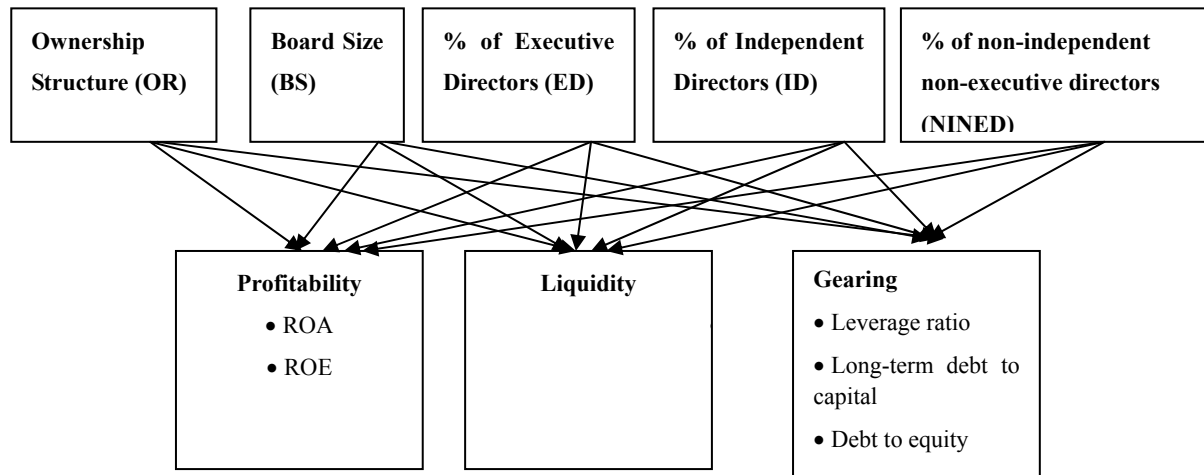 Ownership
Structure (OR)
Board Size
(BS)
% of Executive
Directors (ED)
% of Independent
Directors (ID)
% of non-independent
non-executive directors
(NINED)
Profitability
• ROA
• ROE
Liquidity
Gearing
• Leverage ratio
• Long-term debt to
capital
• Debt to equity